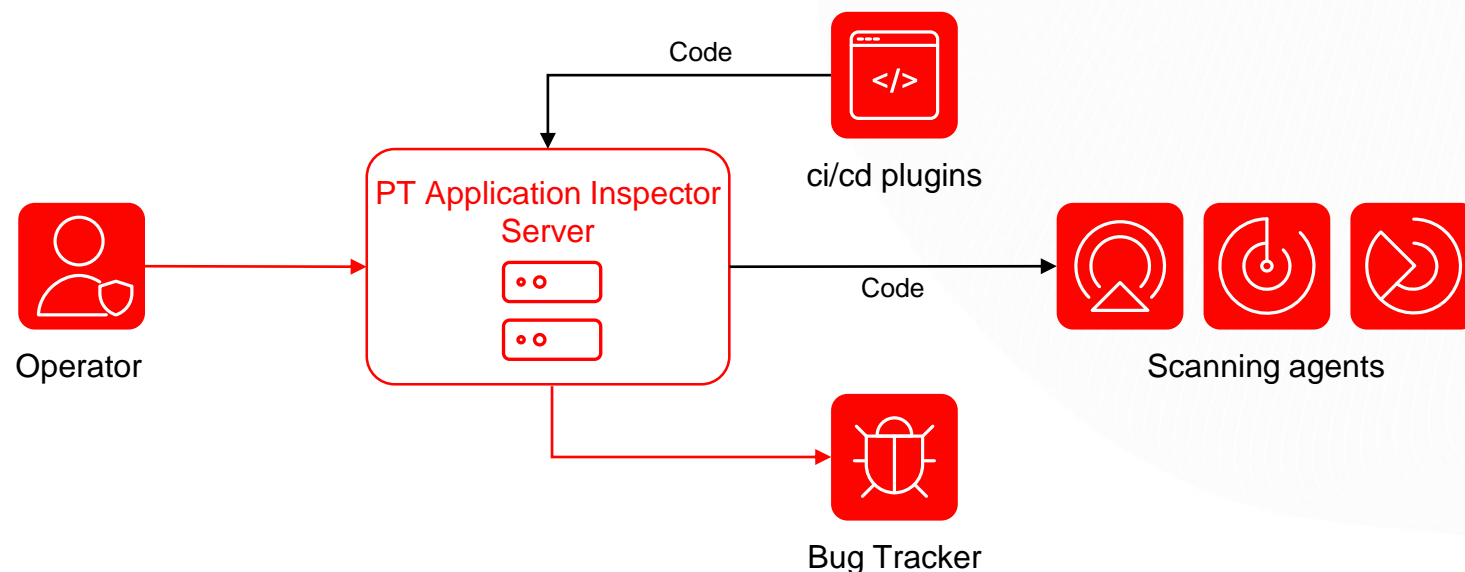 Code
</>
ci/cd plugins
PT Application Inspector
Server
Operator
Code
Scanning agents
Bug Tracker